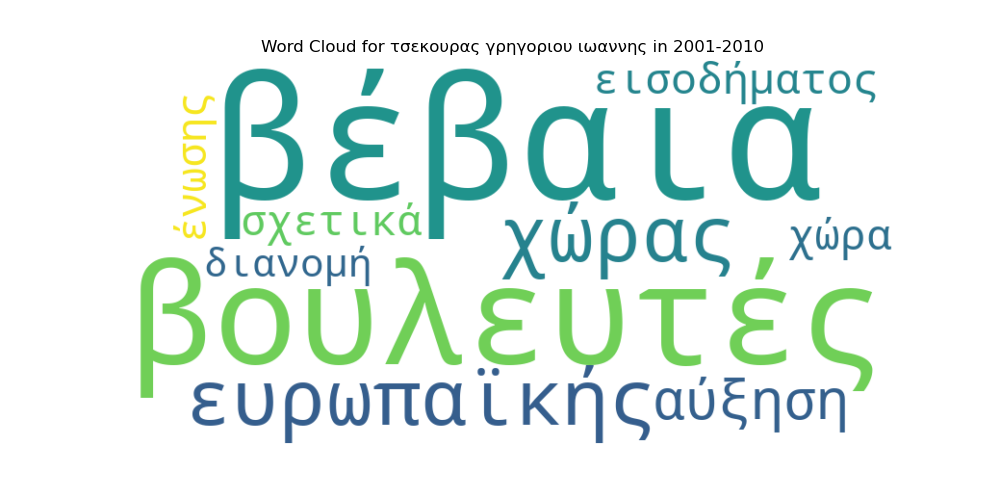 Word Cloud for τσεκουρας γρηγοριου ιωαννης in 2001-2010
εισοδήματος
βέβαια
ένωσης
σχετικά
χώρας
χώρα
διανομή
βουλευτές
ευρωπαϊκής
αύξηση